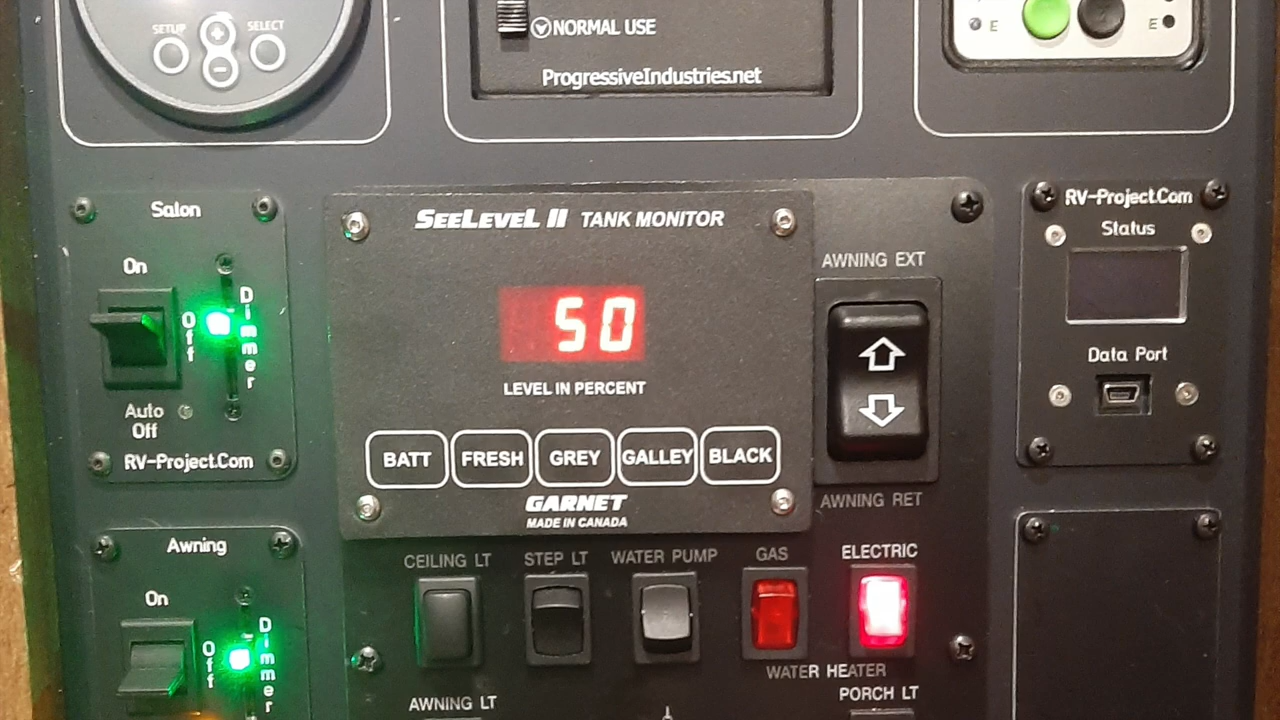 SETUP
SELECT
NORMAL USE
ProgressiveIndustries.net
E
E
Salon
On
Off
Dimmer
Auto
Off
RV-Project.Com
SEELEVEL II TANK MONITOR
50
LEVEL IN PERCENT
BATT
FRESH
GREY
GALLEY
BLACK
GARNET
MADE IN CANADA
AWNING EXT
AWNING RET
RV-Project.Com
Status
Data Port
Awning
On
Off
Dimmer
CEILING LT
STEP LT
WATER PUMP
GAS
ELECTRIC
WATER HEATER
AWNING LT
PORCH LT